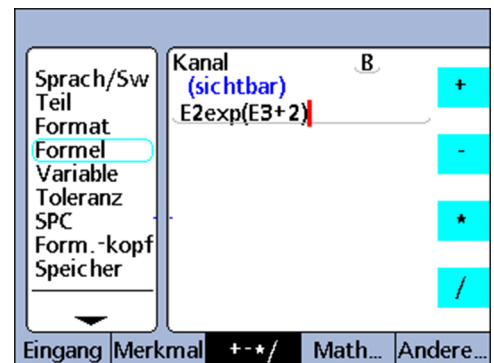 Sprach/Sw
Teil
Format
Formel
Variable
Toleranz
SPC
Form.-kopf
Speicher
Kanal B
(sichtbar)
E2exp(E3+2)
+
-
*
/
Eingang Merkmal +-*/ Math... Andere...